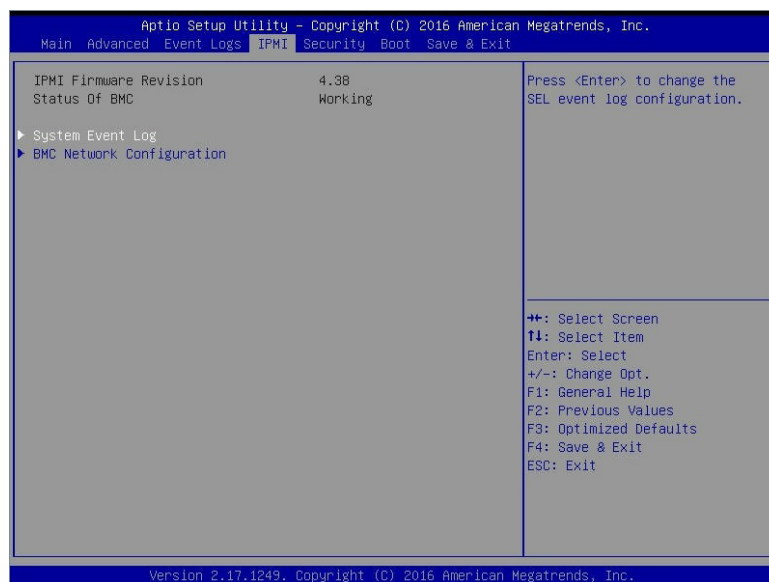 Aptio Setup Utility – Copyright (C) 2016 American Megatrends, Inc.
Main Advanced Event Logs IPMI Security Boot Save & Exit
IPMI Firmware Revision 4.38
Status Of BMC Working
▶ System Event Log
▶ BMC Network Configuration
Press <Enter> to change the
SEL event log configuration.
→←: Select Screen
↑↓: Select Item
Enter: Select
+/-: Change Opt.
F1: General Help
F2: Previous Values
F3: Optimized Defaults
F4: Save & Exit
ESC: Exit
Version 2.17.1249. Copyright (C) 2016 American Megatrends, Inc.